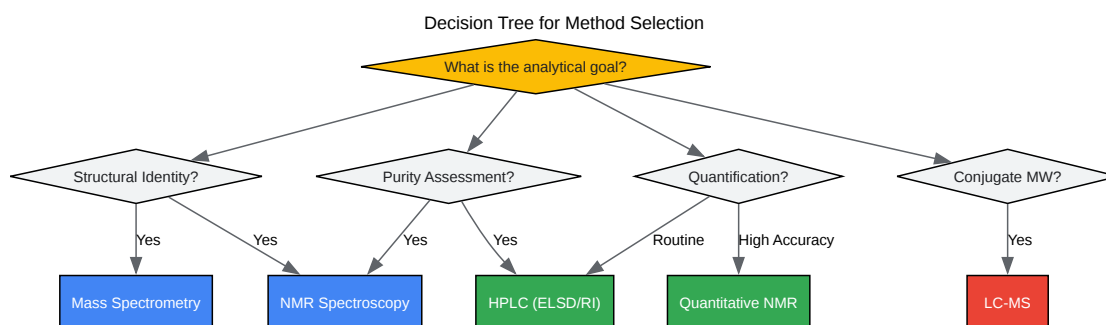 Decision Tree for Method Selection
What is the analytical goal?
Structural Identity?
Purity Assessment?
Quantification?
Conjugate MW?
Yes
Yes
Yes
Yes
Routine
High Accuracy
Yes
Mass Spectrometry
NMR Spectroscopy
HPLC (ELSD/RI)
Quantitative NMR
LC-MS